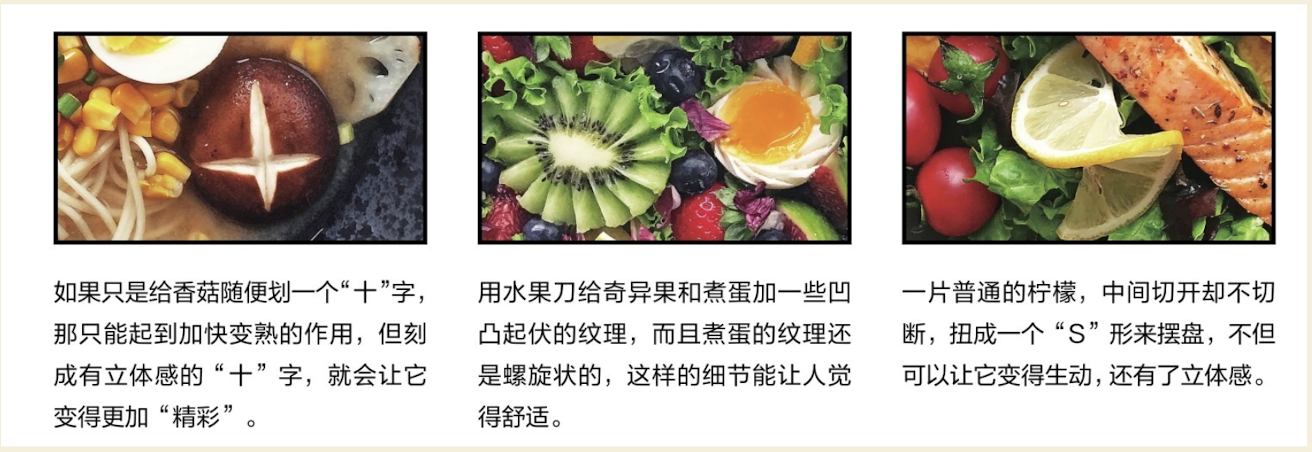 如果只是给香菇随便划一个“十”字，
那只能起到加快变熟的作用，但刻
成有立体感的“十”字，就会让它
变得更加“精彩”。
用水果刀给奇异果和煮蛋加一些凹
凸起伏的纹理，而且煮蛋的纹理还
是螺旋状的，这样的细节能让人觉
得舒适。
一片普通的柠檬，中间切开却不切
断，扭成一个“S”形来摆盘，不但
可以让它变得生动，还有了立体感。